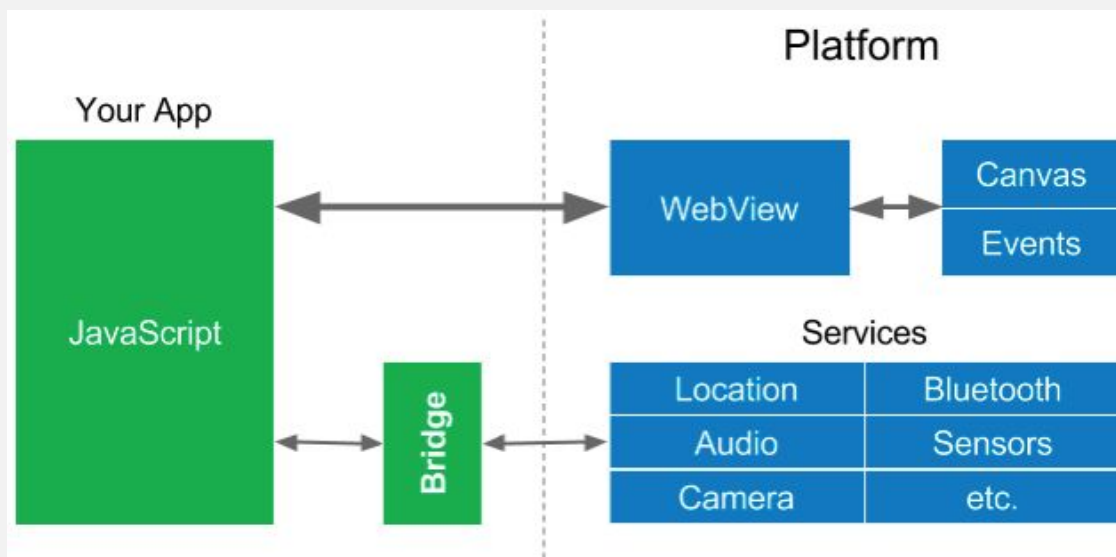 Platform
Your App
JavaScript
WebView
Canvas
Events
Bridge
Services
Location
Bluetooth
Audio
Sensors
Camera
etc.